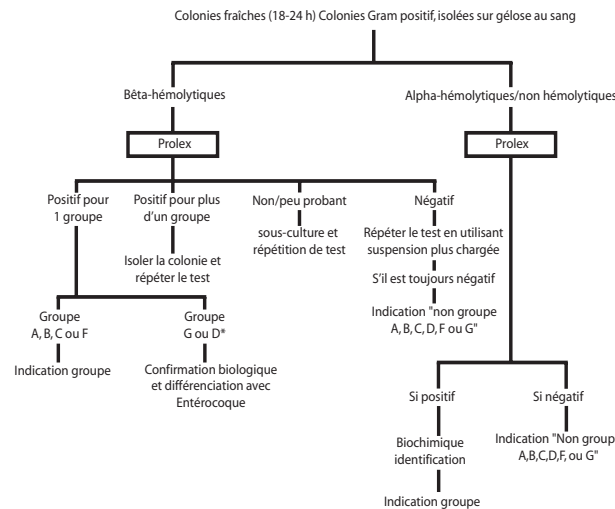 Colonies fraîches (18-24 h) Colonies Gram positif, isolées sur gélose au sang
Bêta-hémolytiques
Alpha-hémolytiques/non hémolytiques
Prolex
Prolex
Positif pour
1 groupe
Positif pour plus
d'un groupe
Non/peu probant
Négatif
Isoler la colonie et
répéter le test
sous-culture et
répétition de test
Répéter le test en utilisant
suspension plus chargée
S'il est toujours négatif
Indication "non groupe
A, B, C, D, F ou G"
Groupe
A, B, C ou F
Groupe
G ou D*
Indication groupe
Confirmation biologique
et différenciation avec
Entérocoque
Si positif
Si négatif
Biochimique
identification
Indication "Non group
A,B,C,D,F, ou G"
Indication groupe